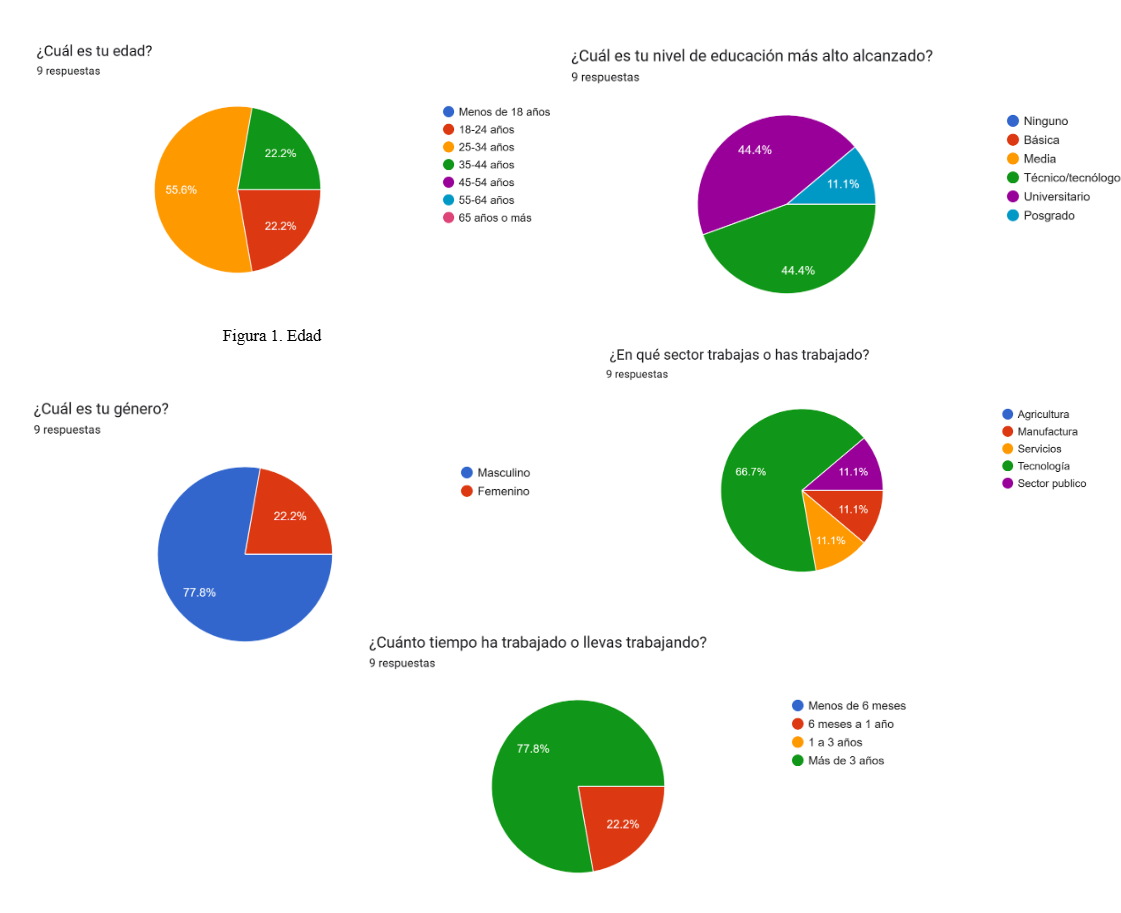 ¿Cuál es tu edad?
9 respuestas
Menos de 18 años
18-24 años
25-34 años
35-44 años
45-54 años
55-64 años
65 años o más
22.2%
55.6%
22.2%
Figura 1. Edad
¿Cuál es tu nivel de educación más alto alcanzado?
9 respuestas
Ninguno
Básica
Media
Técnico/tecnólogo
Universitario
Posgrado
44.4%
11.1%
44.4%
¿Cuál es tu género?
9 respuestas
Masculino
Femenino
22.2%
77.8%
¿En qué sector trabajas o has trabajado?
9 respuestas
Agricultura
Manufactura
Servicios
Tecnología
Sector publico
66.7%
11.1%
11.1%
11.1%
¿Cuánto tiempo ha trabajado o llevas trabajando?
9 respuestas
Menos de 6 meses
6 meses a 1 año
1 a 3 años
Más de 3 años
77.8%
22.2%